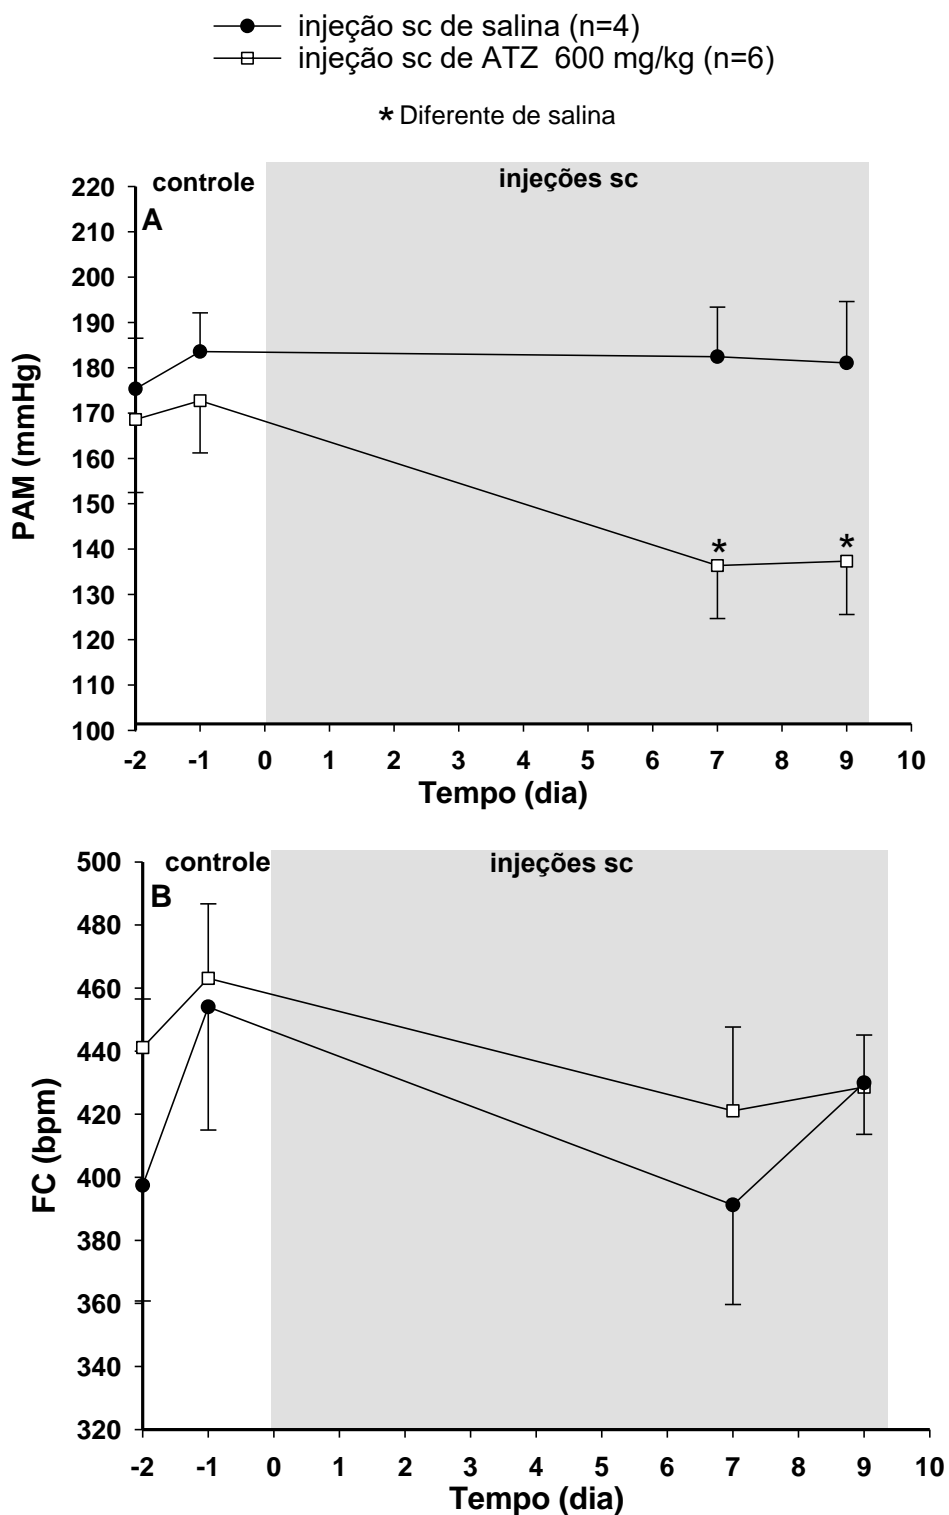 injeção sc de salina (n=4)
injeção sc de ATZ  600 mg/kg (n=6)
* Diferente de salina
controle
injeções sc
A
PAM (mmHg)
220
210
200
190
180
170
160
150
140
130
120
110
100
*
*
-2 -1 0 1 2 3 4 5 6 7 8 9 10
Tempo (dia)
controle
injeções sc
B
FC (bpm)
500
480
460
440
420
400
380
360
340
320
-2 -1 0 1 2 3 4 5 6 7 8 9 10
Tempo (dia)